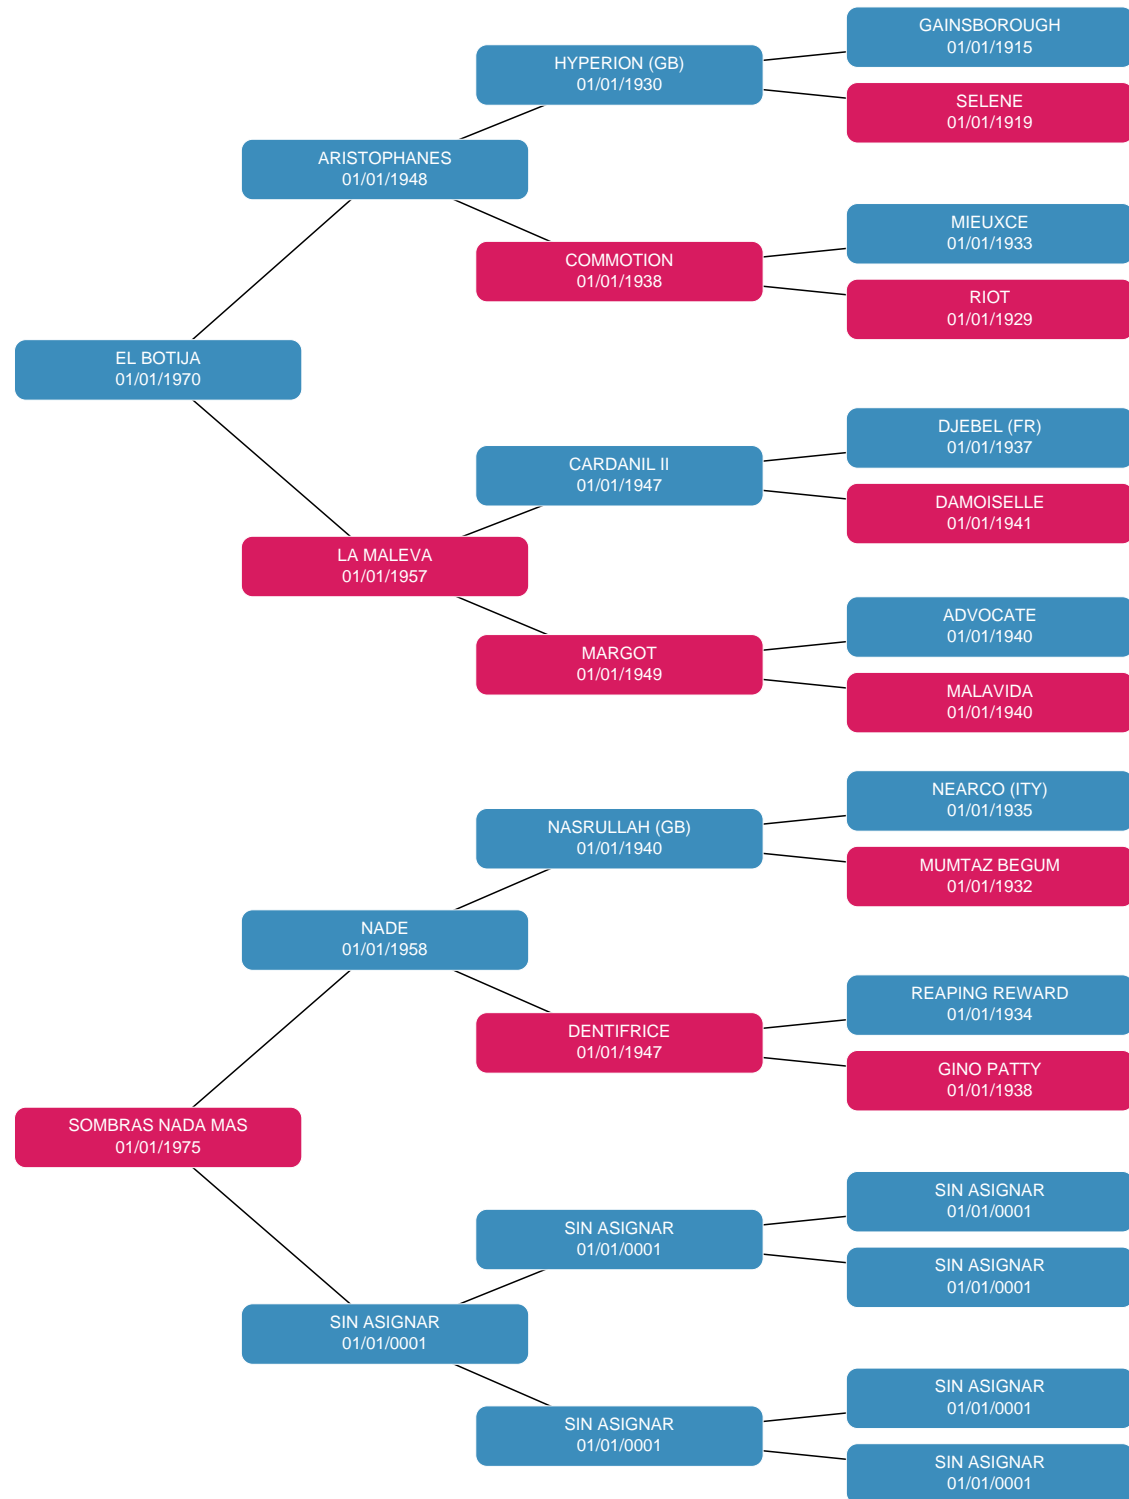 GAINSBOROUGH
01/01/1915
HYPERION (GB)
01/01/1930
SELENE
01/01/1919
ARISTOPHANES
01/01/1948
MIEUXCE
01/01/1933
COMMOTION
01/01/1938
RIOT
01/01/1929
EL BOTIJA
01/01/1970
DJEBEL (FR)
01/01/1937
CARDANIL II
01/01/1947
DAMOISELLE
01/01/1941
LA MALEVA
01/01/1957
ADVOCATE
01/01/1940
MARGOT
01/01/1949
MALAVIDA
01/01/1940
NEARCO (ITY)
01/01/1935
NASRULLAH (GB)
01/01/1940
MUMTAZ BEGUM
01/01/1932
NADE
01/01/1958
REAPING REWARD
01/01/1934
DENTIFRICE
01/01/1947
GINO PATTY
01/01/1938
SOMBRAS NADA MAS
01/01/1975
SIN ASIGNAR
01/01/0001
SIN ASIGNAR
01/01/0001
SIN ASIGNAR
01/01/0001
SIN ASIGNAR
01/01/0001
SIN ASIGNAR
01/01/0001
SIN ASIGNAR
01/01/0001
SIN ASIGNAR
01/01/0001